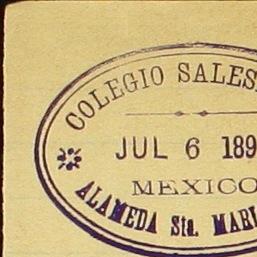 COLEGIO SALES
JUL 6 189
MEXICO
ALAMEDA Sta. MARI